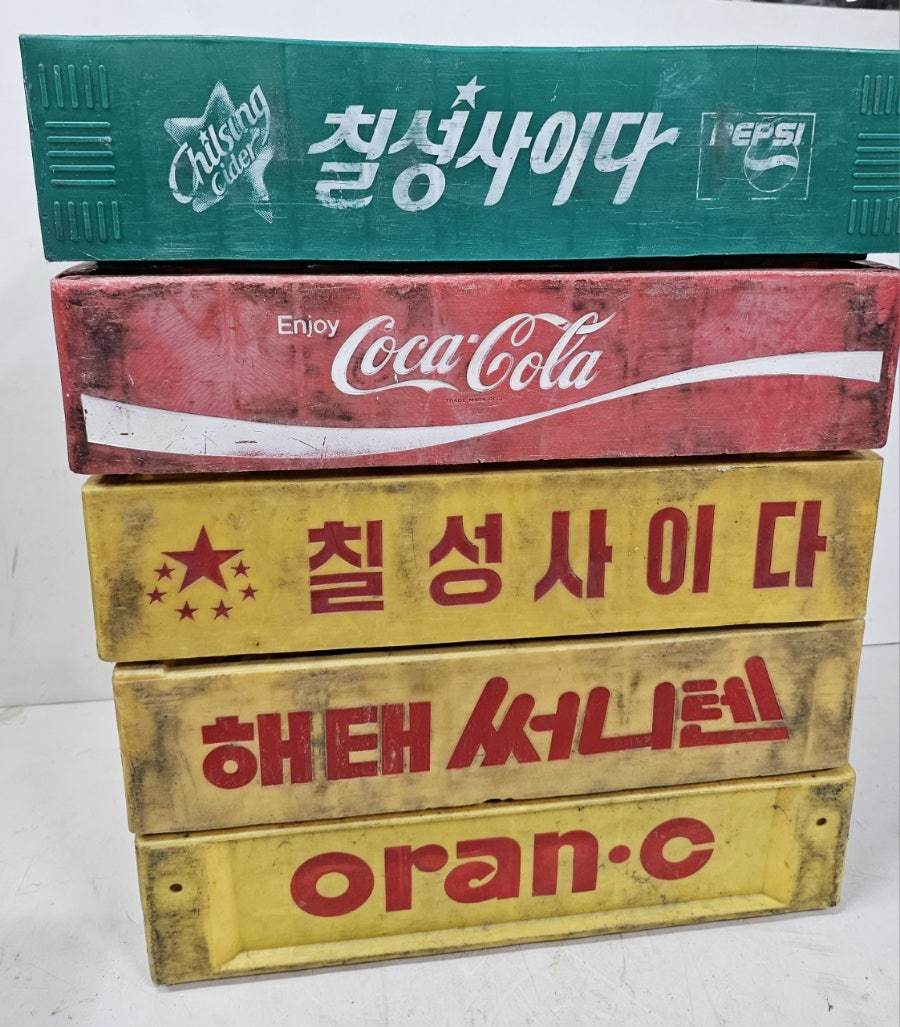 Chilsung Cider
칠성사이다
PEPSI
Enjoy Coca-Cola
칠성사이다
해태 써니텐
oran·c